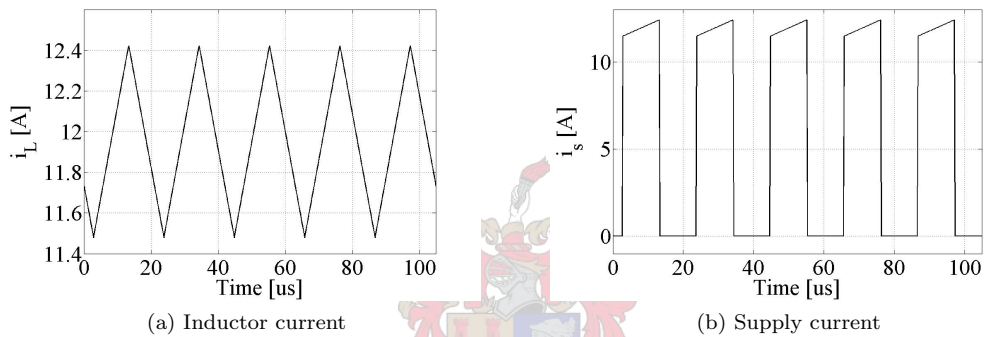 12.4
12.2
12
11.8
11.6
11.4
i_L [A]
0 20 40 60 80 100
Time [us]
(a) Inductor current
10
5
0
i_s [A]
0 20 40 60 80 100
Time [us]
(b) Supply current